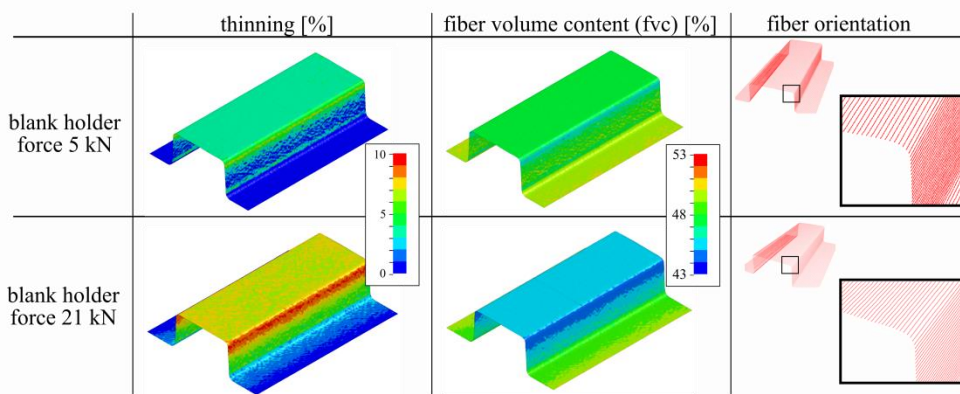 thinning [%]
fiber volume content (fvc) [%]
fiber orientation
blank holder
force 5 kN
10
5
0
53
48
43
blank holder
force 21 kN